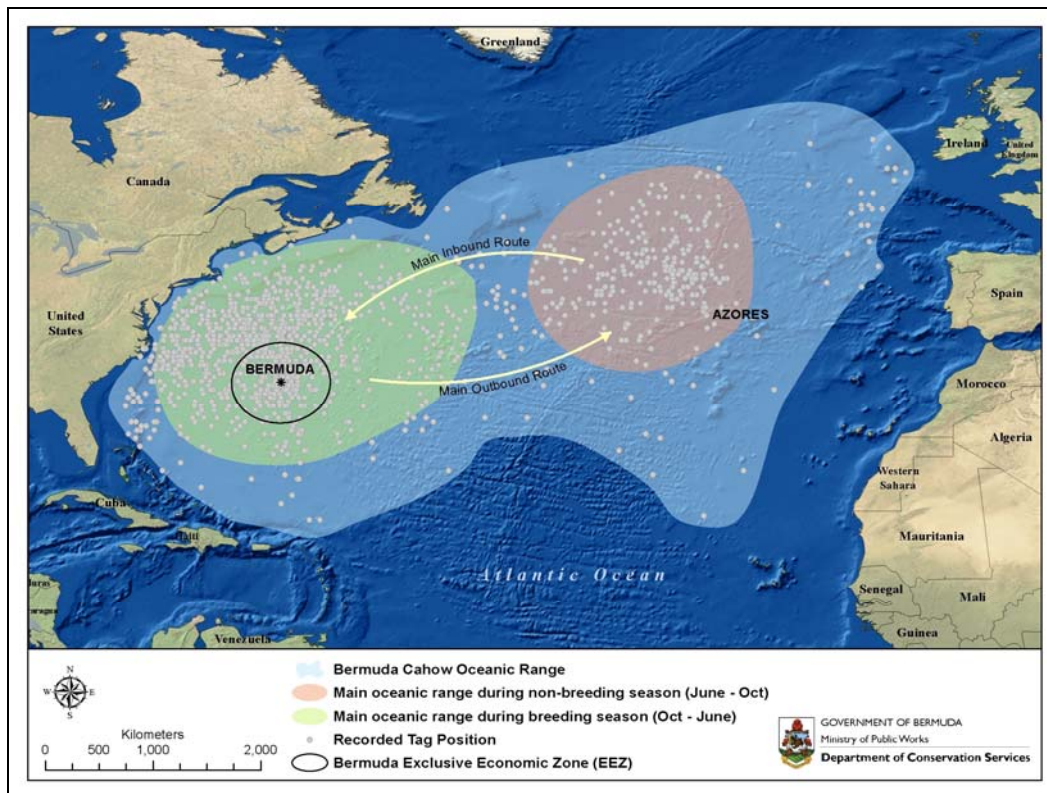 Greenland
Ireland
United
Kingdom
Canada
Main Inbound Route
United
States
Spain
AZORES
BERMUDA
Main Outbound Route
Morocco
Algeria
Western
Sahara
Cuba
Haiti
Mauritania
Atlantic Ocean
Senegal
Mali
Venezuela
Guinea
Bermuda Cahow Oceanic Range
Main oceanic range during non-breeding season (June - Oct)
Main oceanic range during breeding season (Oct - June)
Recorded Tag Position
Bermuda Exclusive Economic Zone (EEZ)
N
W E
S
Kilometers
0 500 1,000 2,000
GOVERNMENT OF BERMUDA
Ministry of Public Works
Department of Conservation Services